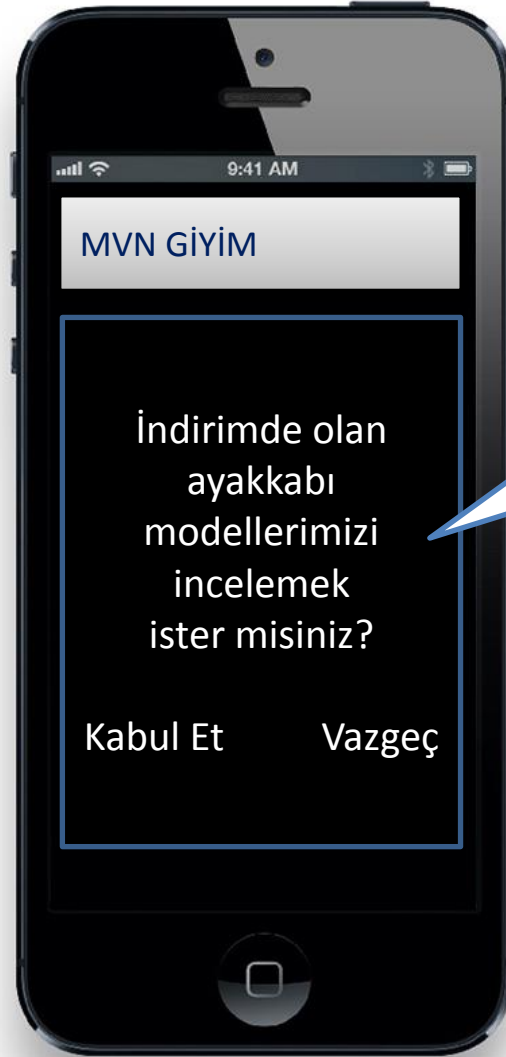 9:41 AM
MVN GİYİM
İndirimde olan
ayakkabı
modellerimizi
incelemek
ister misiniz?
Kabul Et Vazgeç